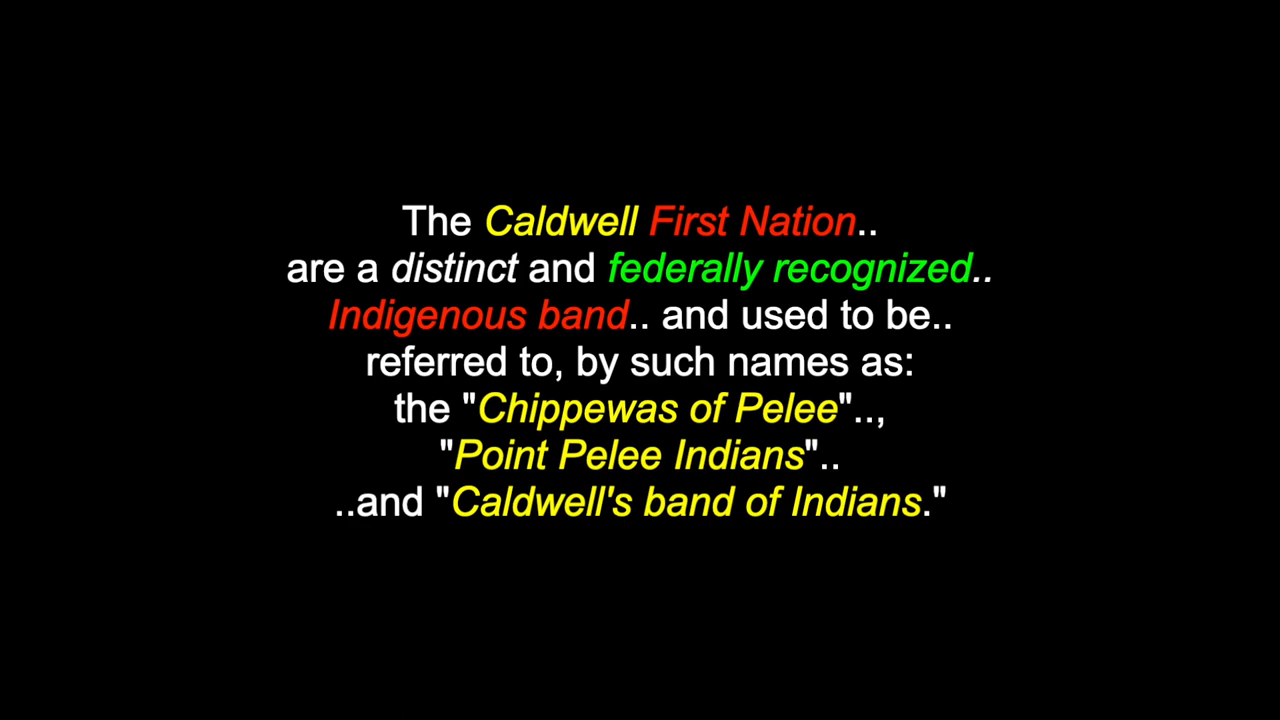 The Caldwell First Nation..
are a distinct and federally recognized..
Indigenous band.. and used to be..
referred to, by such names as:
the "Chippewas of Pelee"..,
"Point Pelee Indians"..
..and "Caldwell's band of Indians."